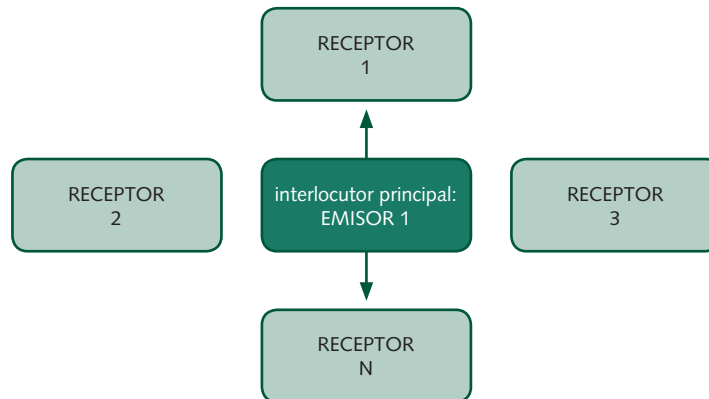 RECEPTOR
1
RECEPTOR
2
interlocutor principal:
EMISOR 1
RECEPTOR
3
RECEPTOR
N